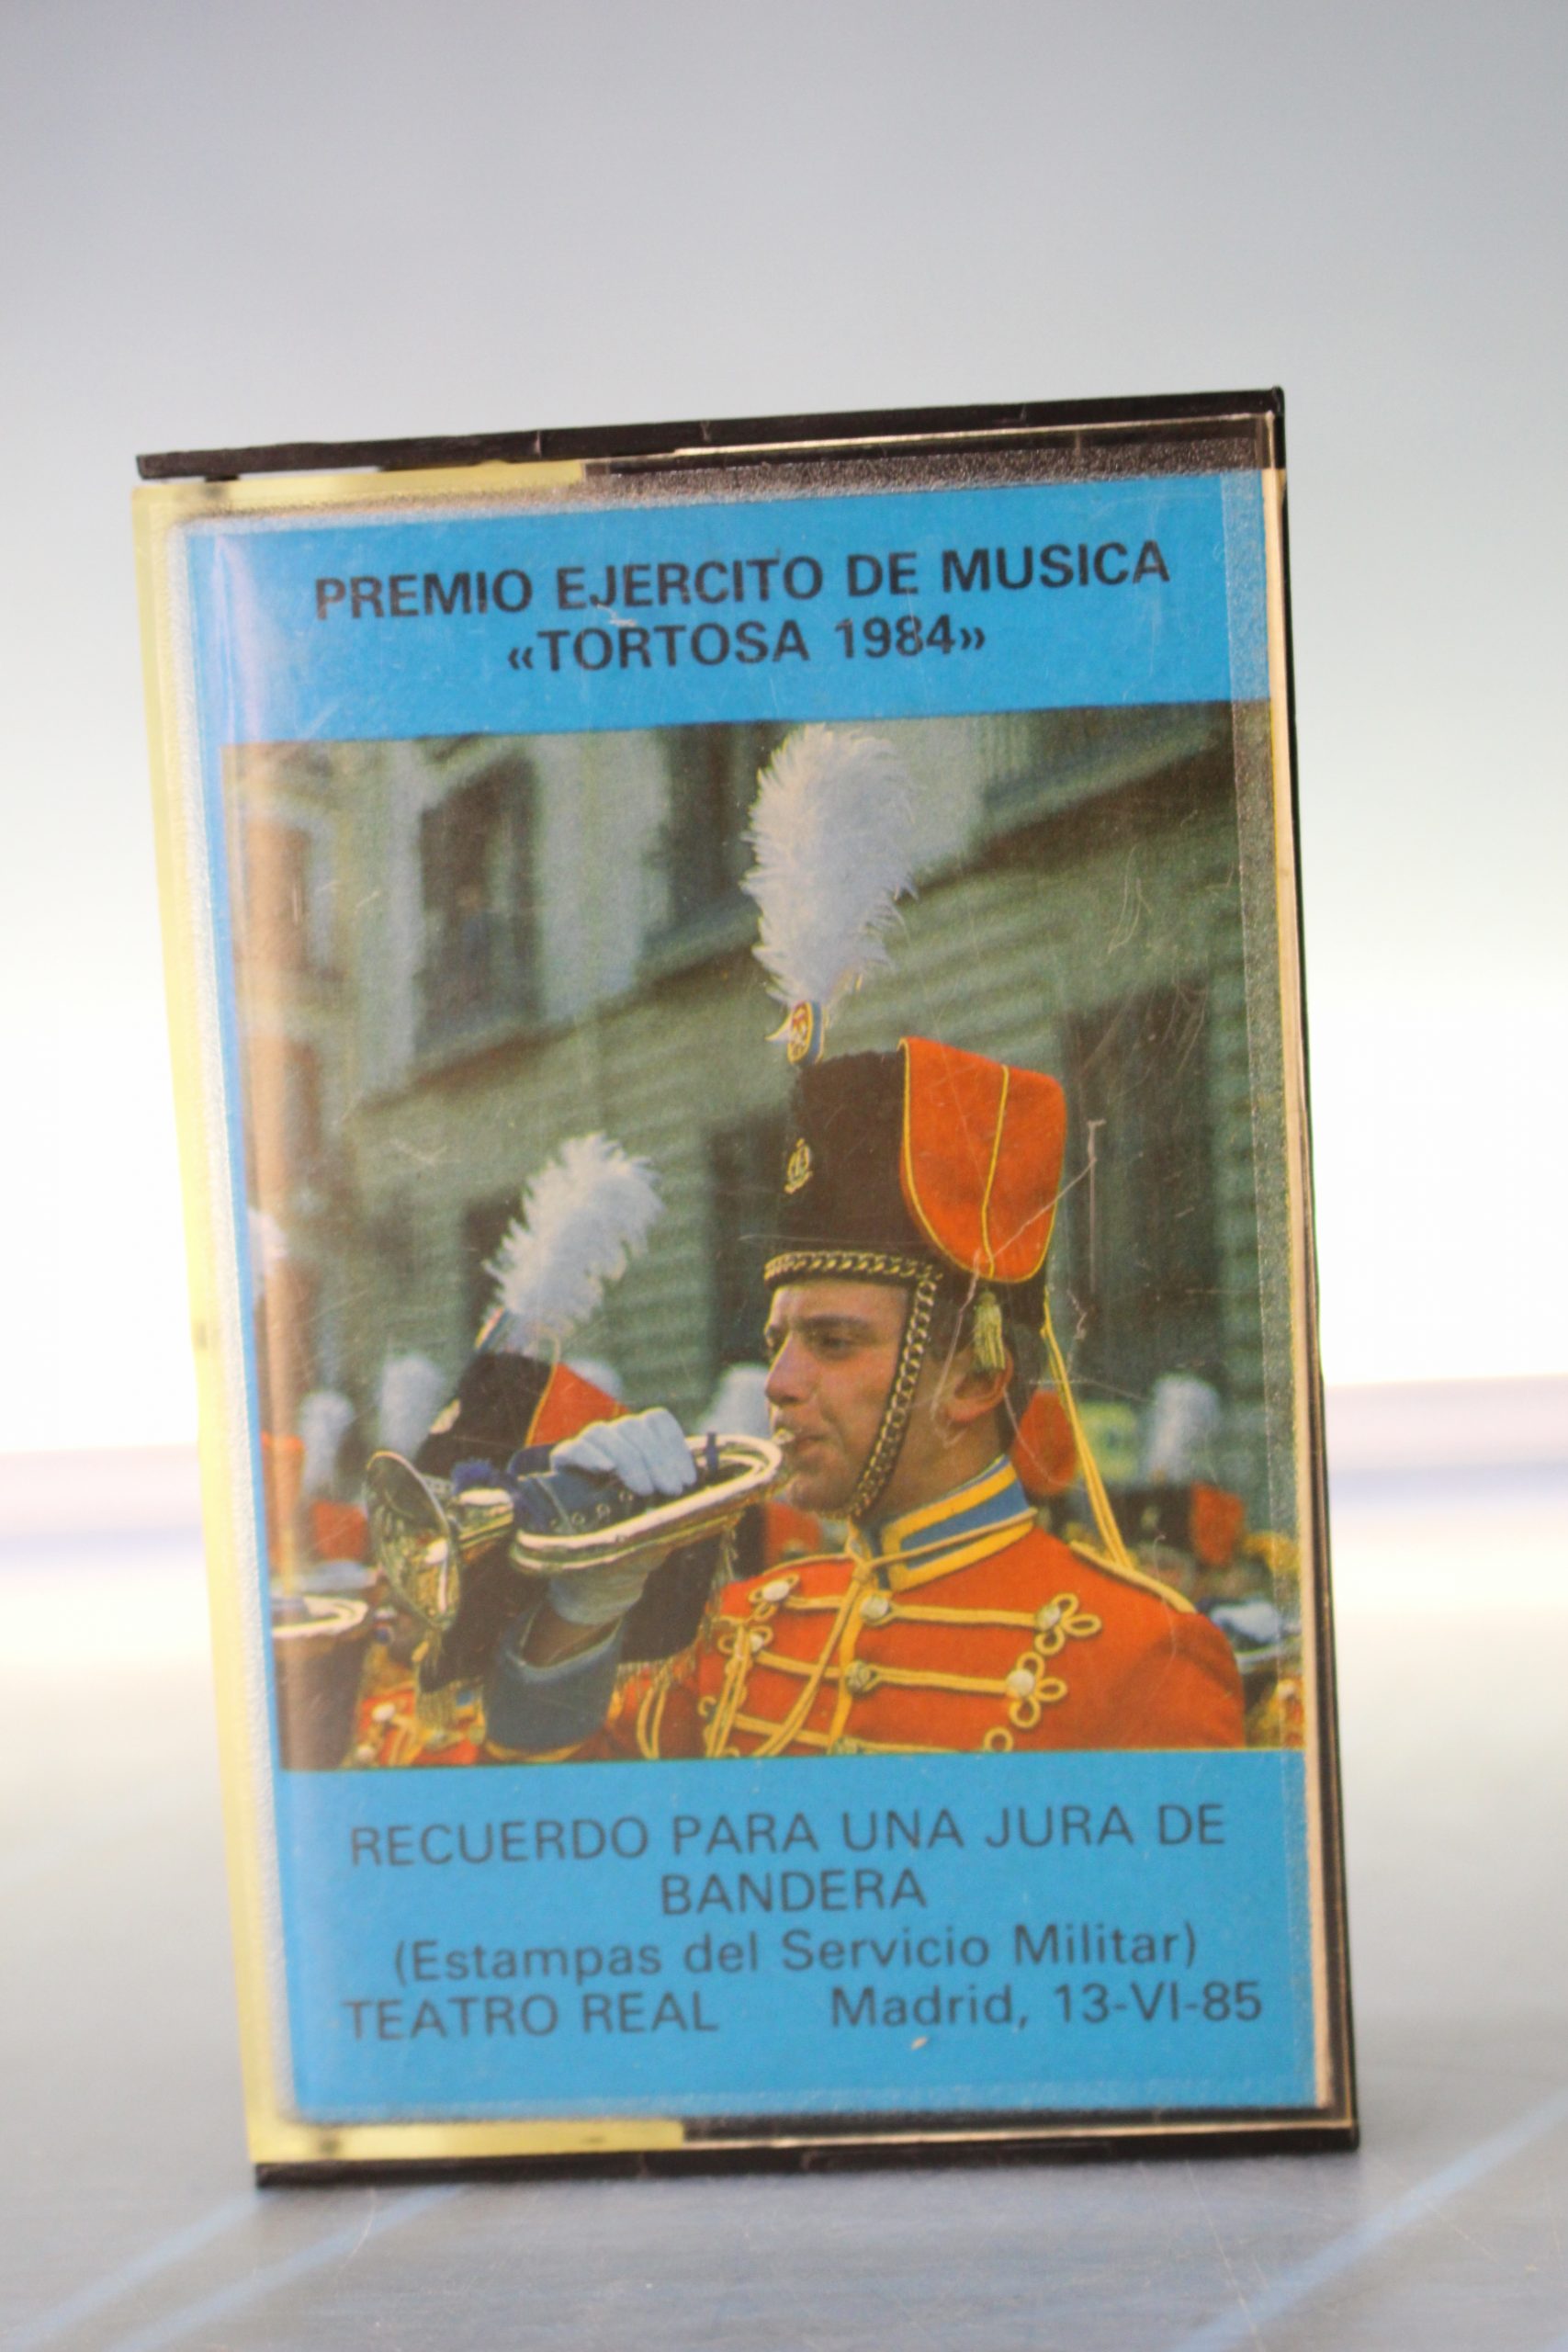 PREMIO EJERCITO DE MUSICA
«TORTOSA 1984»
RECUERDO PARA UNA JURA DE
BANDERA
(Estampas del Servicio Militar)
TEATRO REAL Madrid, 13-VI-85